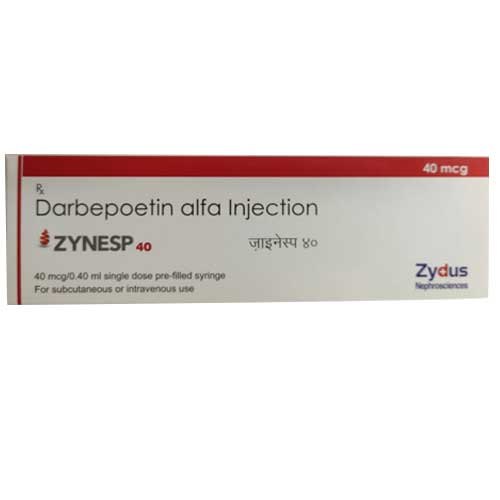 40 mcg
Rx
Darbepoetin alfa Injection
ZYNESP 40 ज़ाइनेस्प ४०
40 mcg/0.40 ml single dose pre-filled syringe
For subcutaneous or intravenous use
Zydus
Nephrosciences